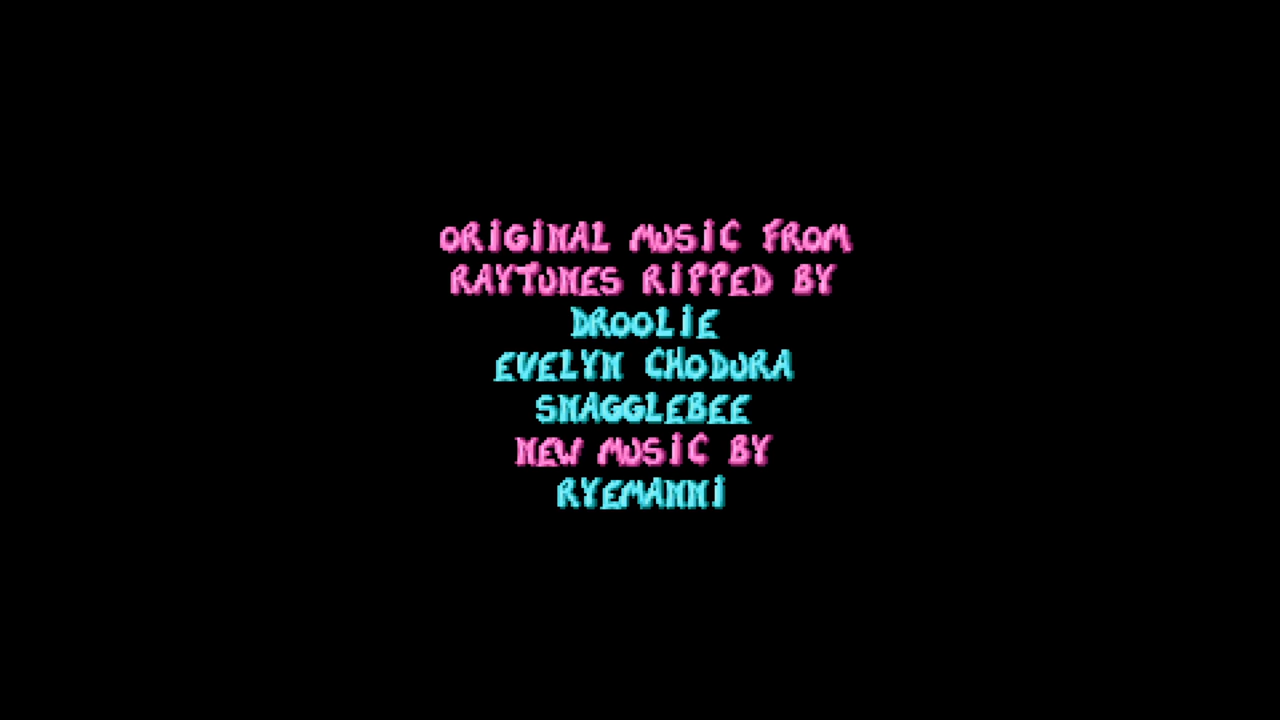 ORIGINAL MUSIC FROM
RAYTUNES RIPPED BY
DROOLIE
EVELYN CHODURA
SNAGGLEBEE
NEW MUSIC BY
RYEMANNI